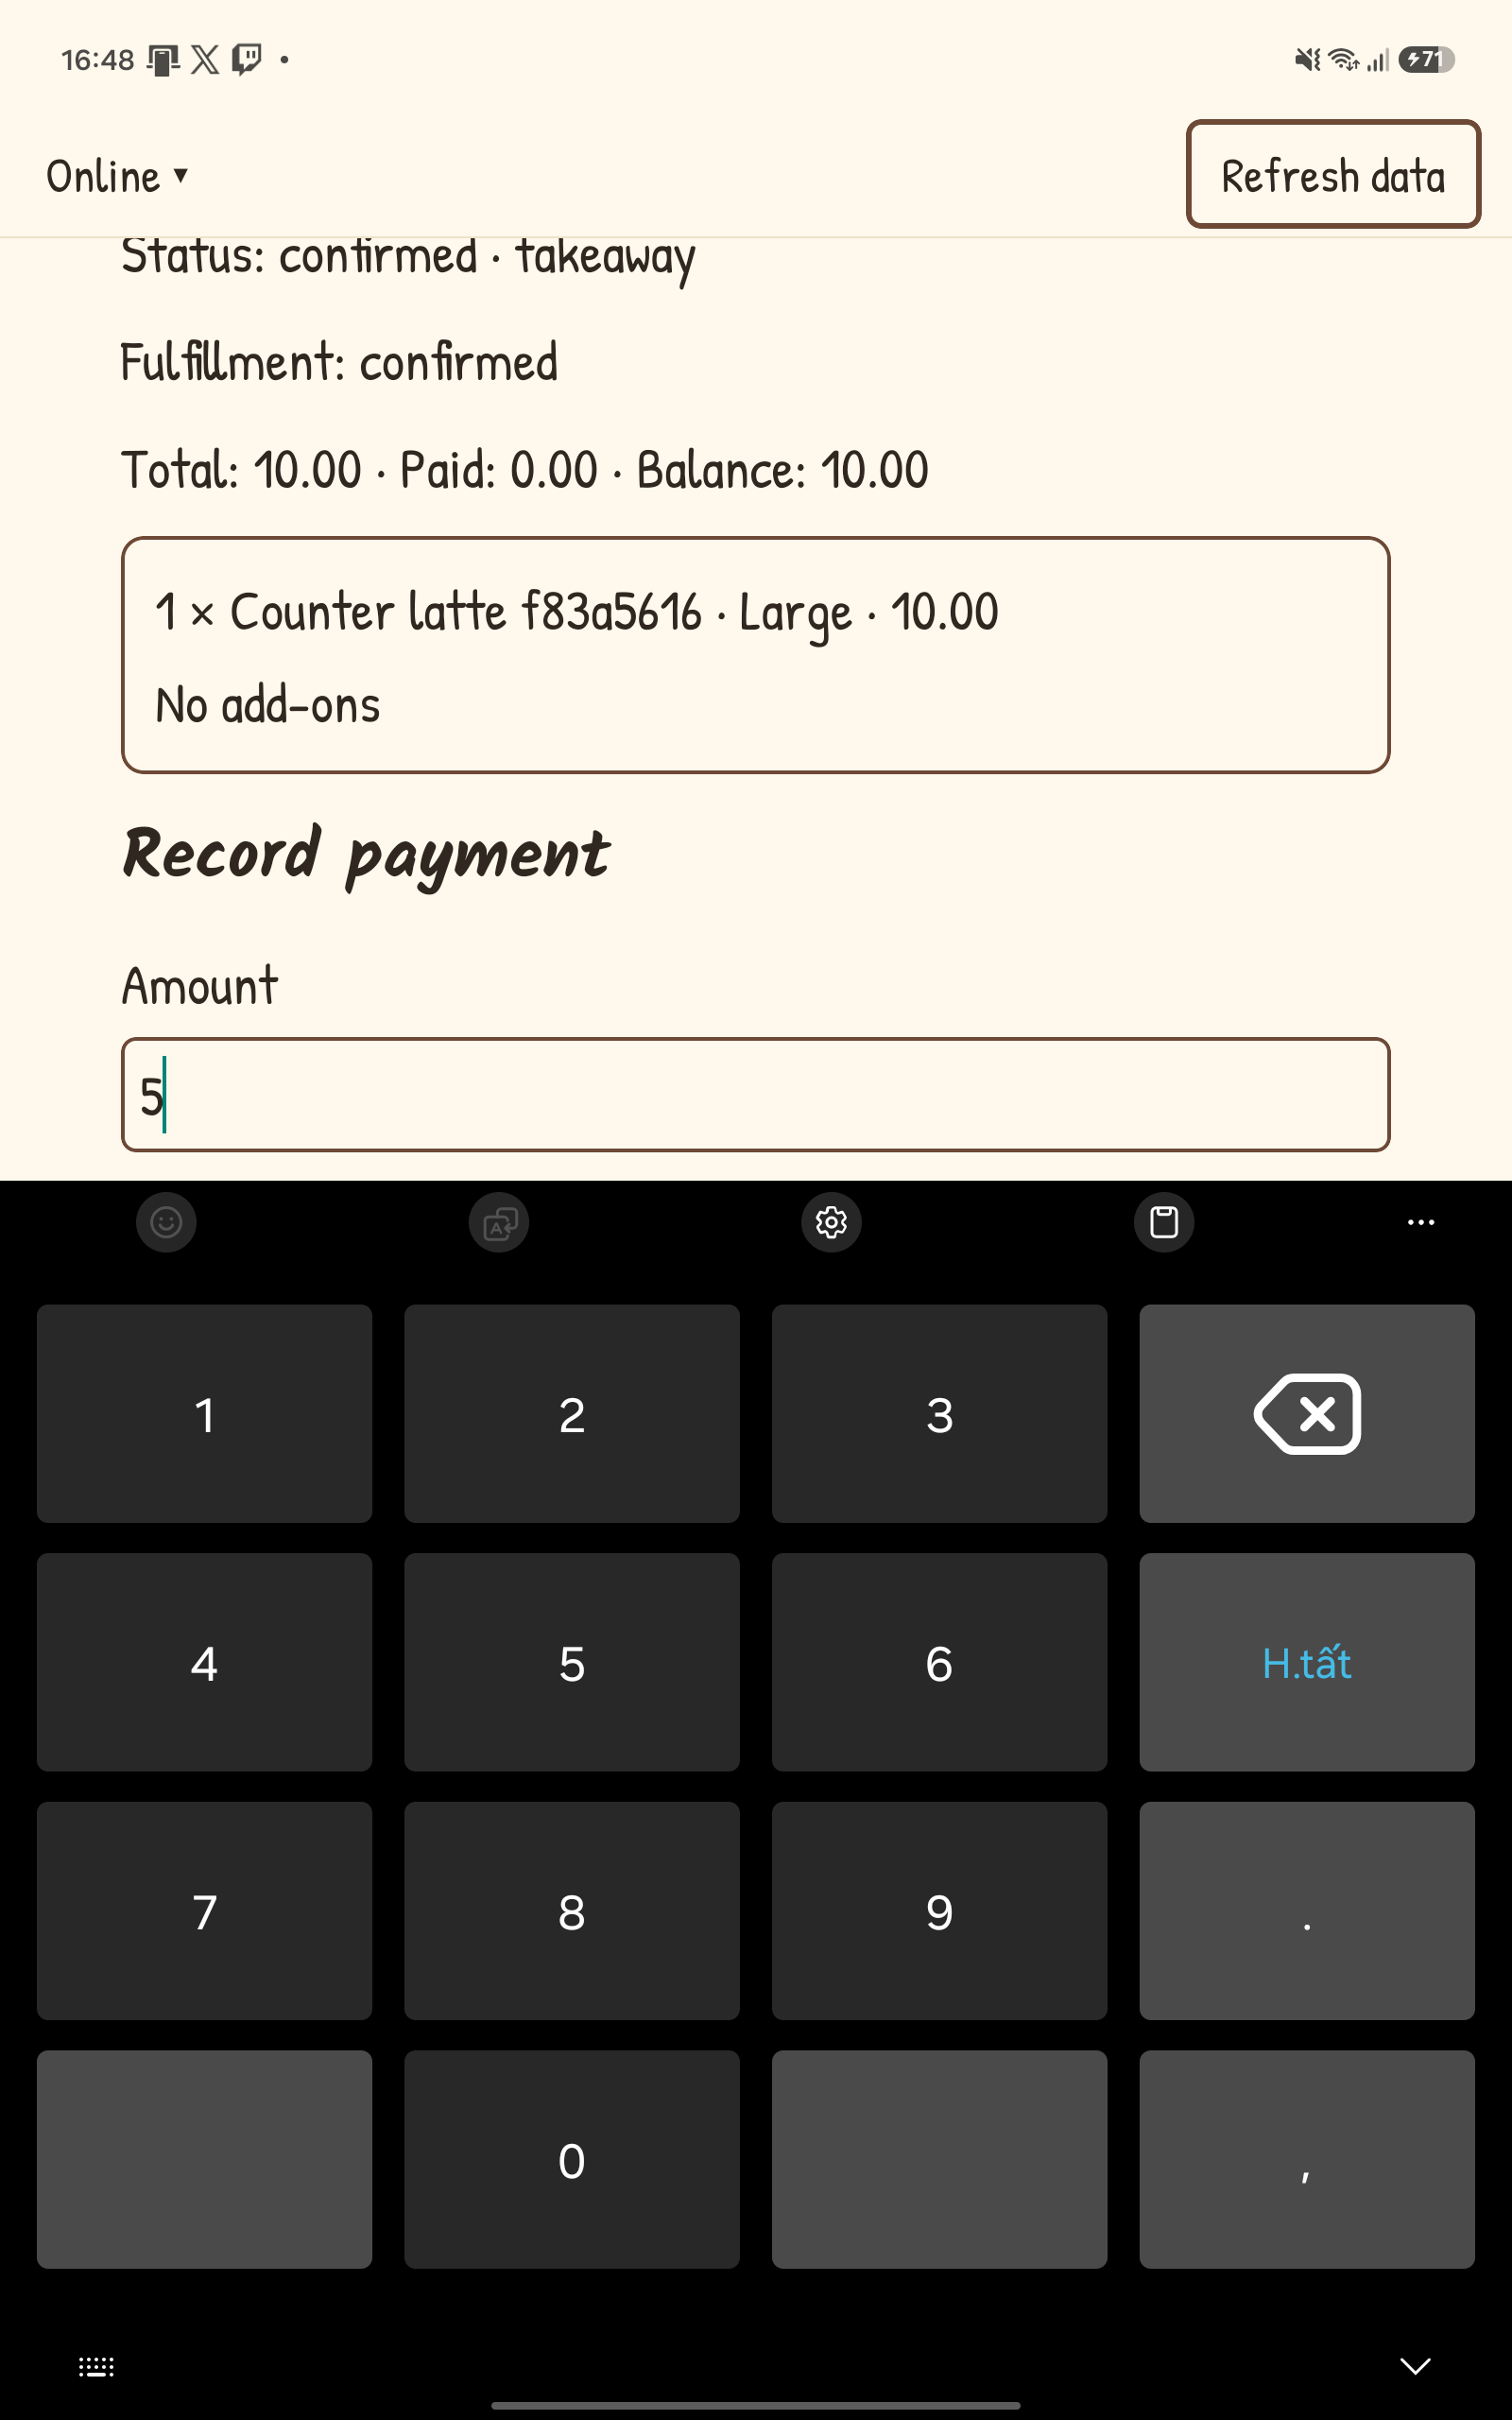 16:48
71
Online ▾
Refresh data
Status: confirmed · takeaway
Fulfillment: confirmed
Total: 10.00 · Paid: 0.00 · Balance: 10.00
1 × Counter latte f83a5616 · Large · 10.00
No add-ons
Record payment
Amount
5
1 2 3
4 5 6 H.tất
7 8 9 .
0 ,